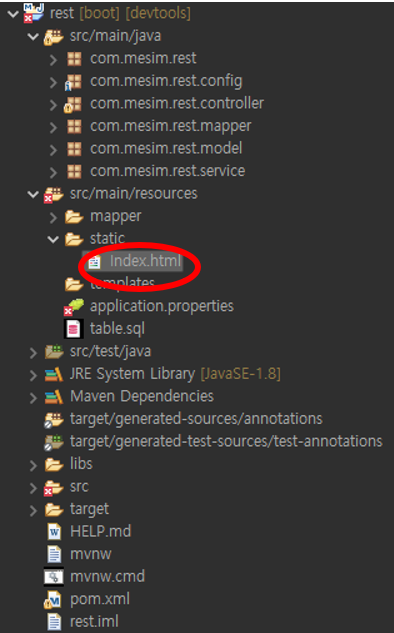 rest [boot] [devtools]
src/main/java
com.mesim.rest
com.mesim.rest.config
com.mesim.rest.controller
com.mesim.rest.mapper
com.mesim.rest.model
com.mesim.rest.service
src/main/resources
mapper
static
Index.html
templates
application.properties
table.sql
src/test/java
JRE System Library [JavaSE-1.8]
Maven Dependencies
target/generated-sources/annotations
target/generated-test-sources/test-annotations
libs
src
target
HELP.md
mvnw
mvnw.cmd
pom.xml
rest.iml